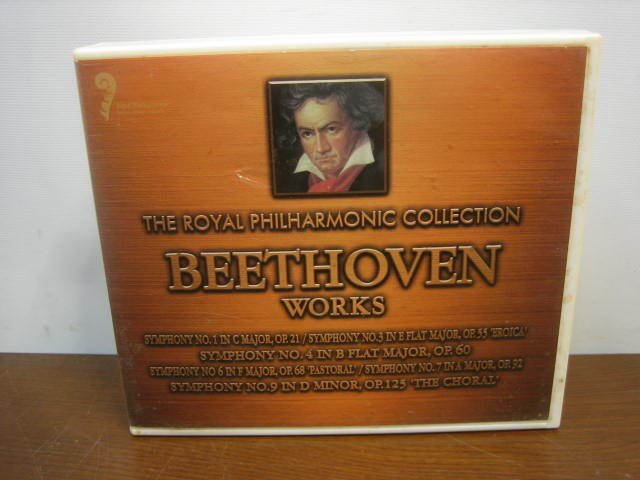 THE ROYAL PHILHARMONIC COLLECTION
BEETHOVEN
WORKS
SYMPHONY NO. 1 IN C MAJOR, OP. 21 / SYMPHONY NO. 3 IN E FLAT MAJOR, OP. 55 'EROICA'
SYMPHONY NO. 4 IN B FLAT MAJOR, OP. 60
SYMPHONY NO 6 IN F MAJOR, OP. 68 'PASTORAL' / SYMPHONY NO. 7 IN A MAJOR, OP. 92
SYMPHONY NO. 9 IN D MINOR, OP. 125 'THE CHORAL'